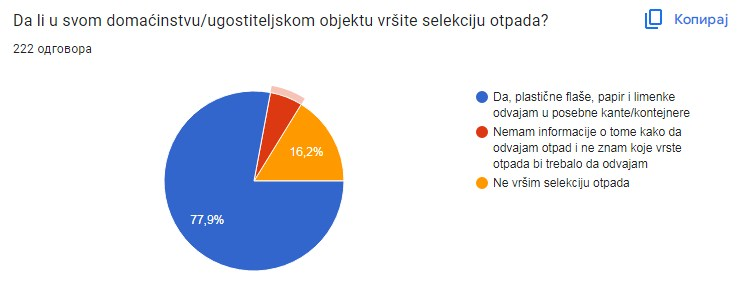 Da li u svom domaćinstvu/ugostiteljskom objektu vršite selekciju otpada?
Копирај
222 одговора
Da, plastične flaše, papir i limenke
odvajam u posebne kante/kontejnere
Nemam informacije o tome kako da
odvajam otpad i ne znam koje vrste
otpada bi trebalo da odvajam
Ne vršim selekciju otpada
16,2%
77,9%